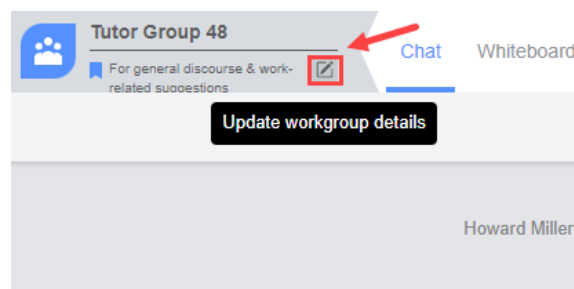 Tutor Group 48
Chat Whiteboard
For general discourse & work-
related suggestions
Update workgroup details
Howard Miller